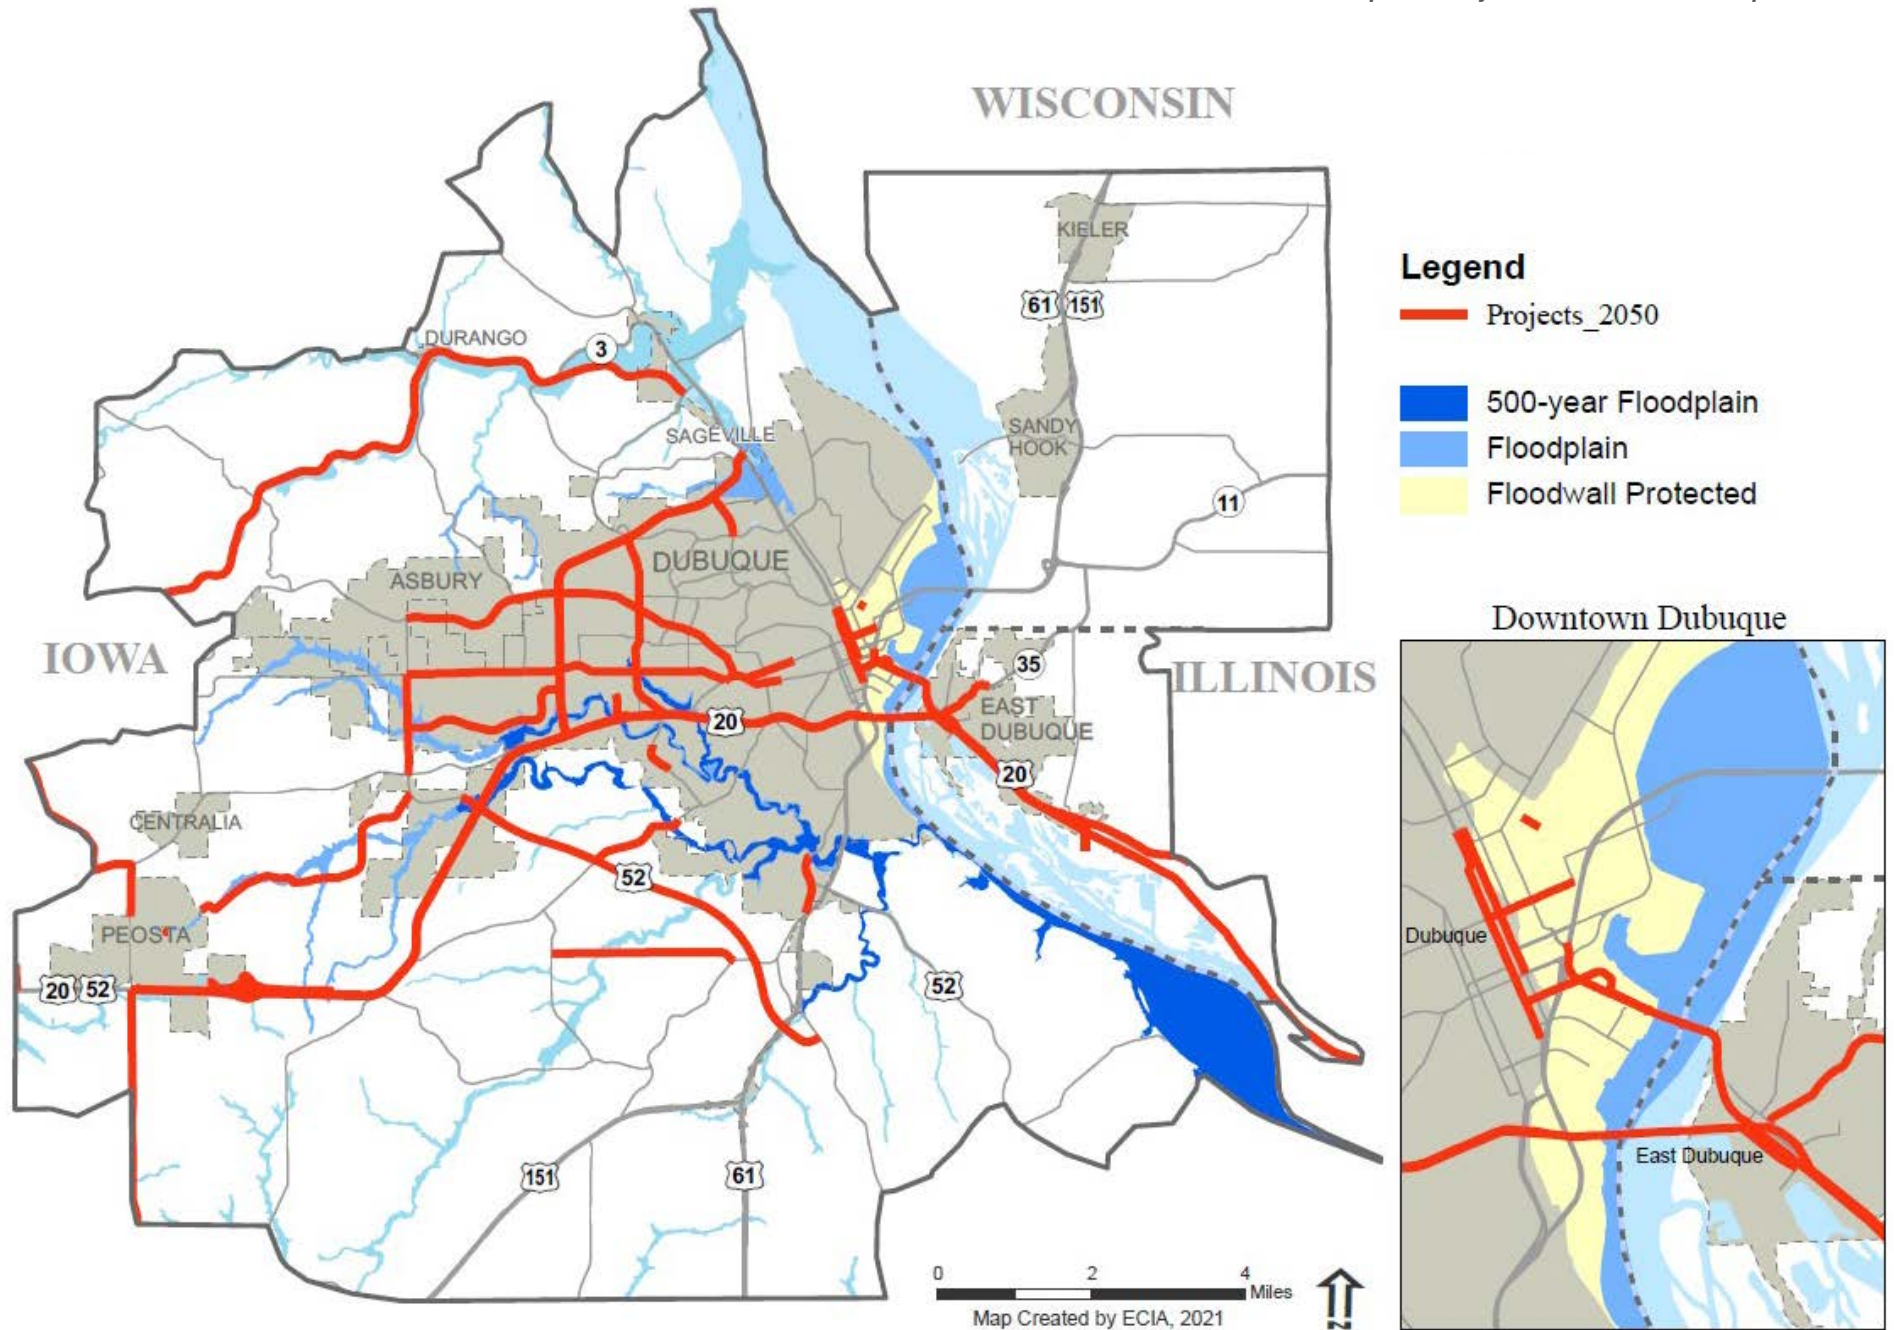 WISCONSIN
KIELER
61 151
DURANGO
3
SAGEVILLE
SANDY
HOOK
11
DUBUQUE
ASBURY
IOWA
35
ILLINOIS
EAST
DUBUQUE
20
20
CENTRALIA
52
PEOSTA
20 52
52
151
61
0 2 4
Miles
Map Created by ECIA, 2021
N
Legend
Projects_2050
500-year Floodplain
Floodplain
Floodwall Protected
Downtown Dubuque
Dubuque
East Dubuque